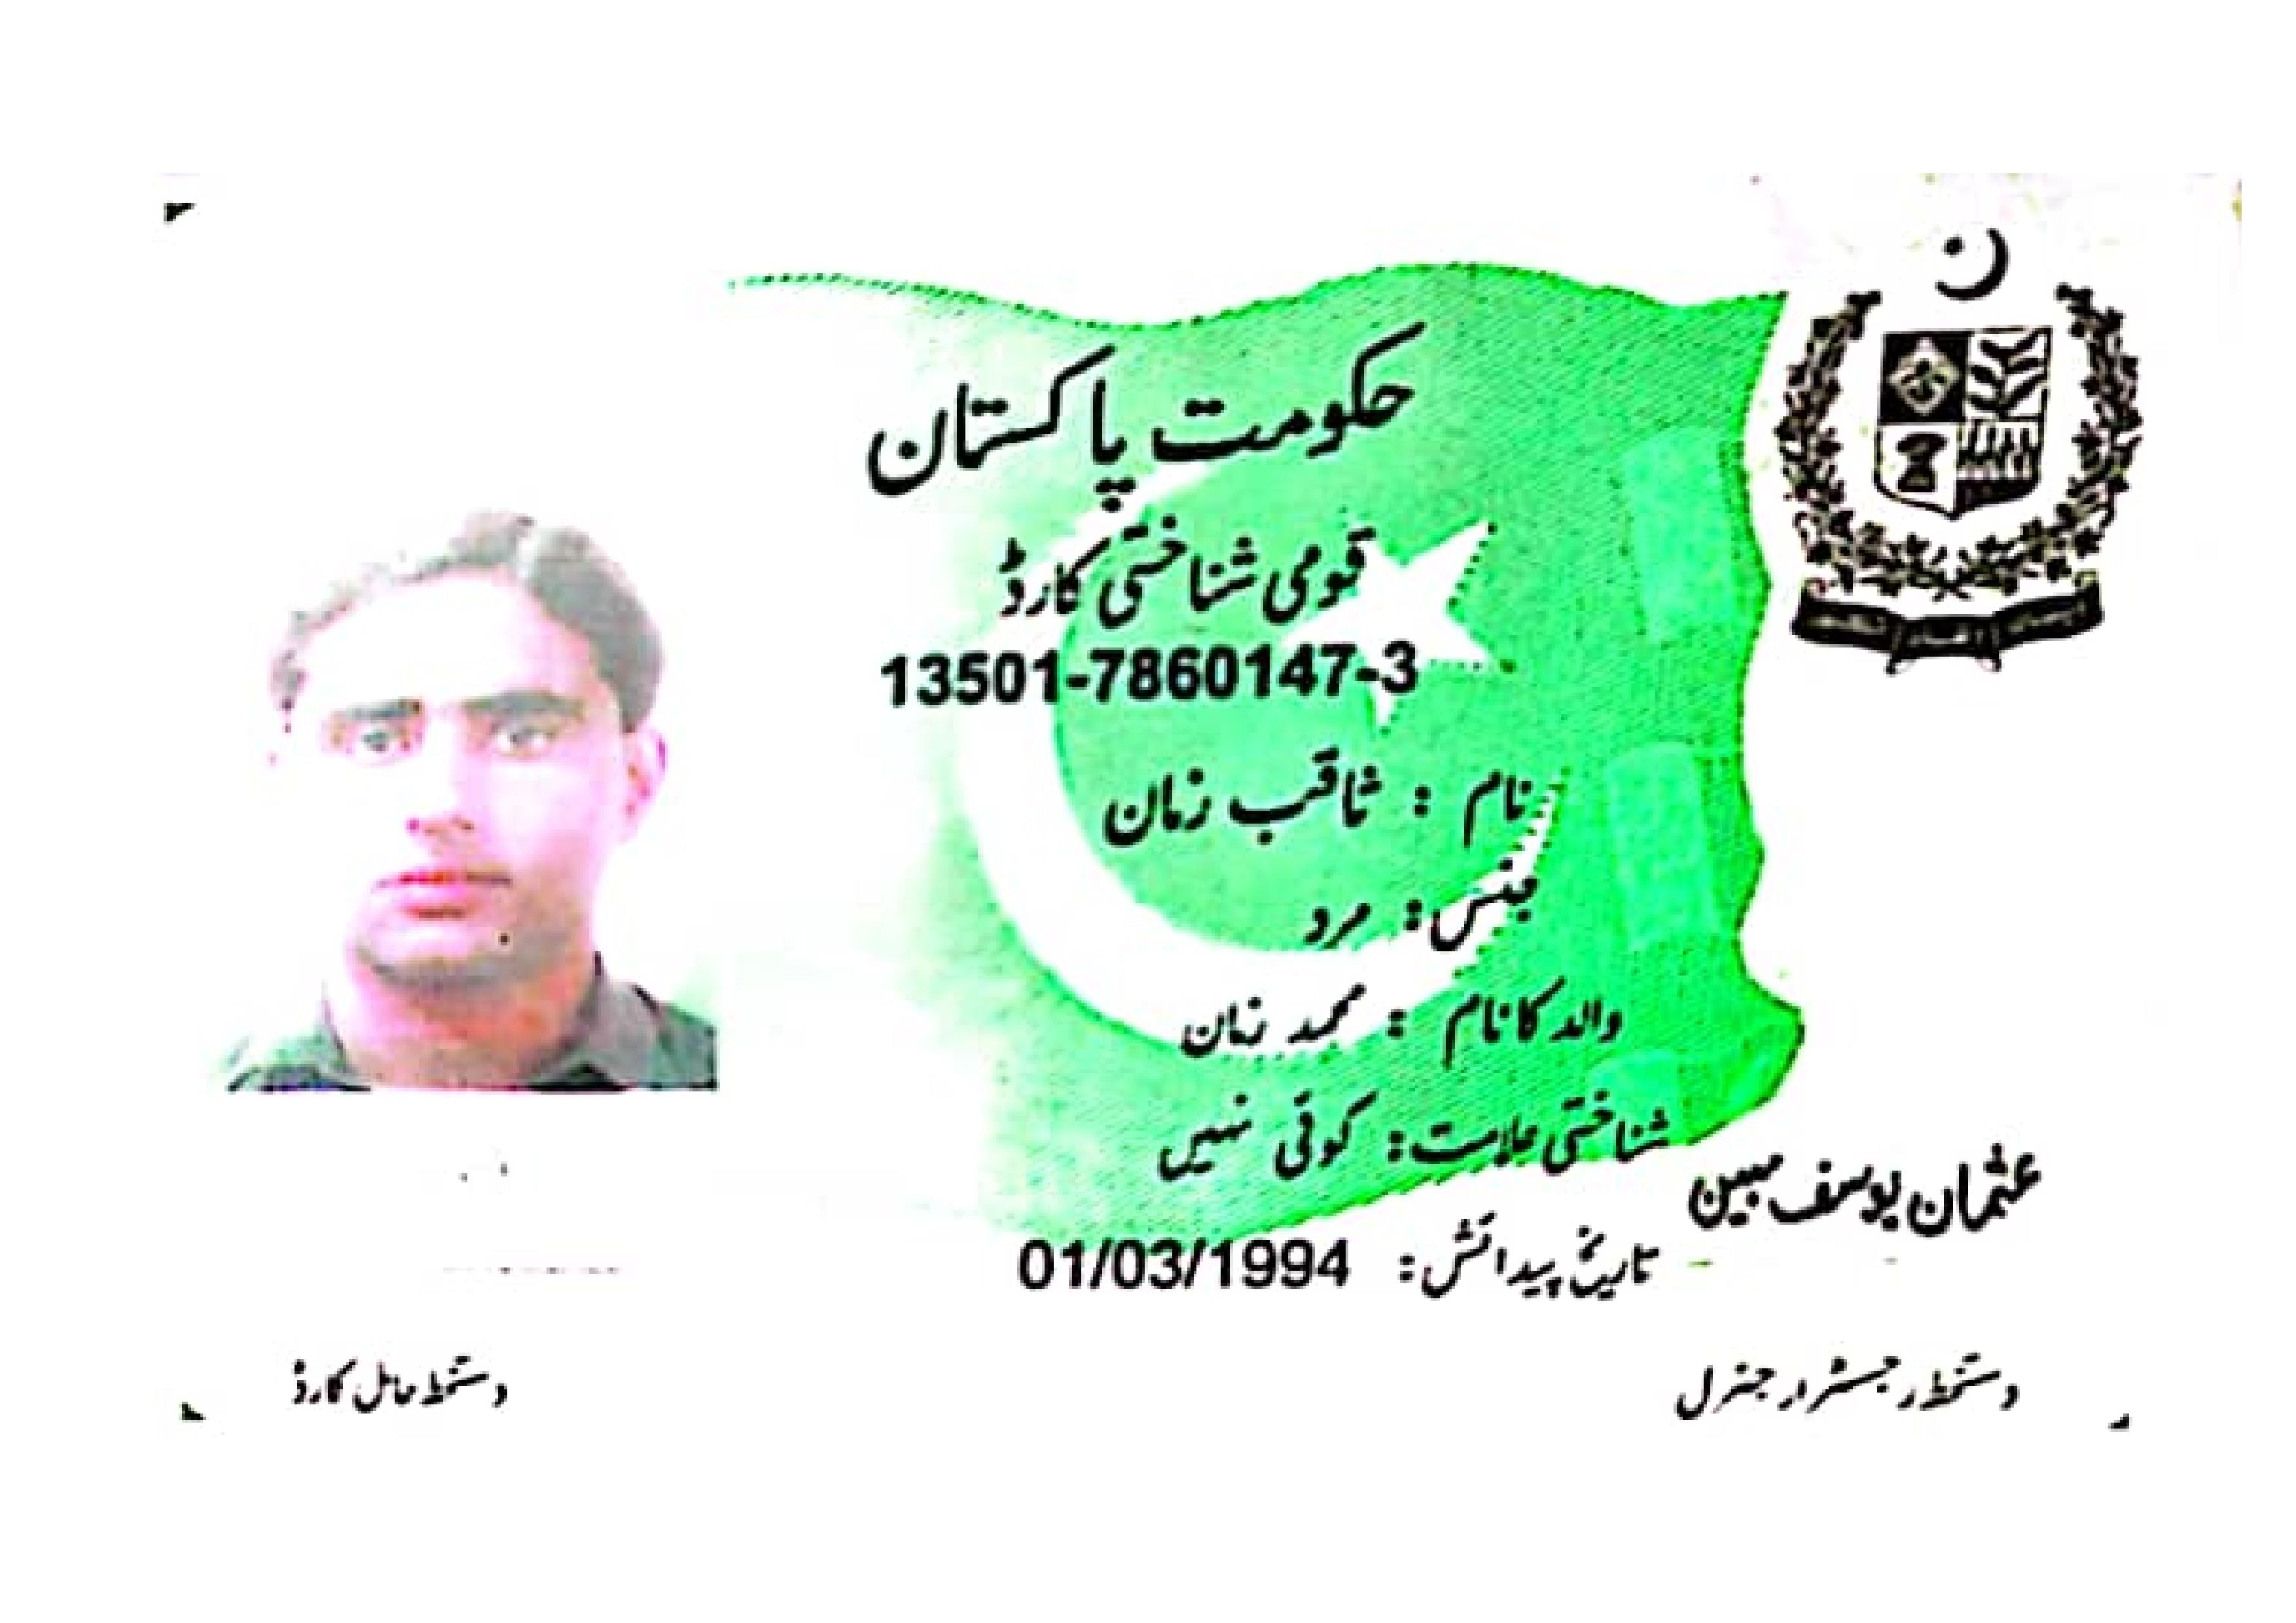 حکومت پاکستان
قومی شناختی کارڈ
13501-7860147-3
نام : ثاقب زمان
جنس: مرد
والد کا نام : محمد زمان
شناختی علامت: کوئی نہیں
عثمان یوسف مبین
تاریخ پیدائش: 01/03/1994
دستخط رجسٹرار جنرل
دستخط حامل کارڈ